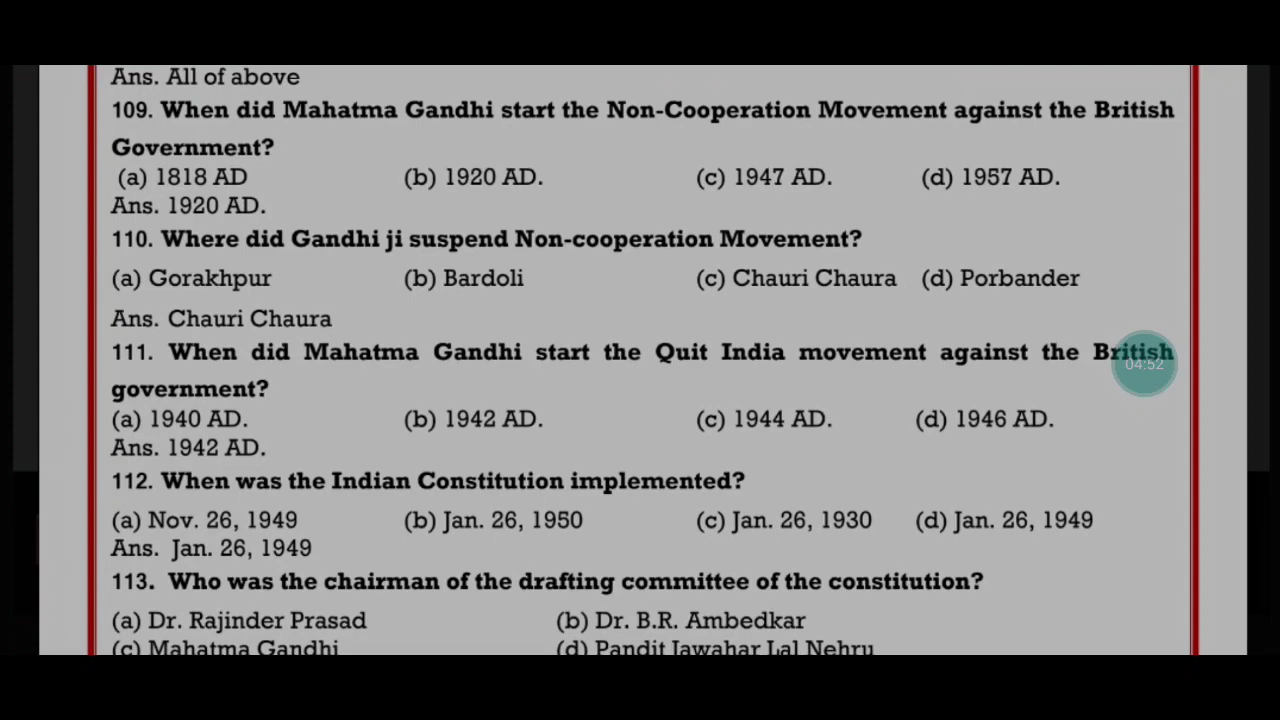 Ans. All of above
109. When did Mahatma Gandhi start the Non-Cooperation Movement against the British
Government?
(a) 1818 AD (b) 1920 AD. (c) 1947 AD. (d) 1957 AD.
Ans. 1920 AD.
110. Where did Gandhi ji suspend Non-cooperation Movement?
(a) Gorakhpur (b) Bardoli (c) Chauri Chaura (d) Porbander
Ans. Chauri Chaura
111. When did Mahatma Gandhi start the Quit India movement against the British
04:52
government?
(a) 1940 AD. (b) 1942 AD. (c) 1944 AD. (d) 1946 AD.
Ans. 1942 AD.
112. When was the Indian Constitution implemented?
(a) Nov. 26, 1949 (b) Jan. 26, 1950 (c) Jan. 26, 1930 (d) Jan. 26, 1949
Ans. Jan. 26, 1949
113. Who was the chairman of the drafting committee of the constitution?
(a) Dr. Rajinder Prasad (b) Dr. B.R. Ambedkar
(c) Mahatma Gandhi (d) Pandit Jawahar Lal Nehru